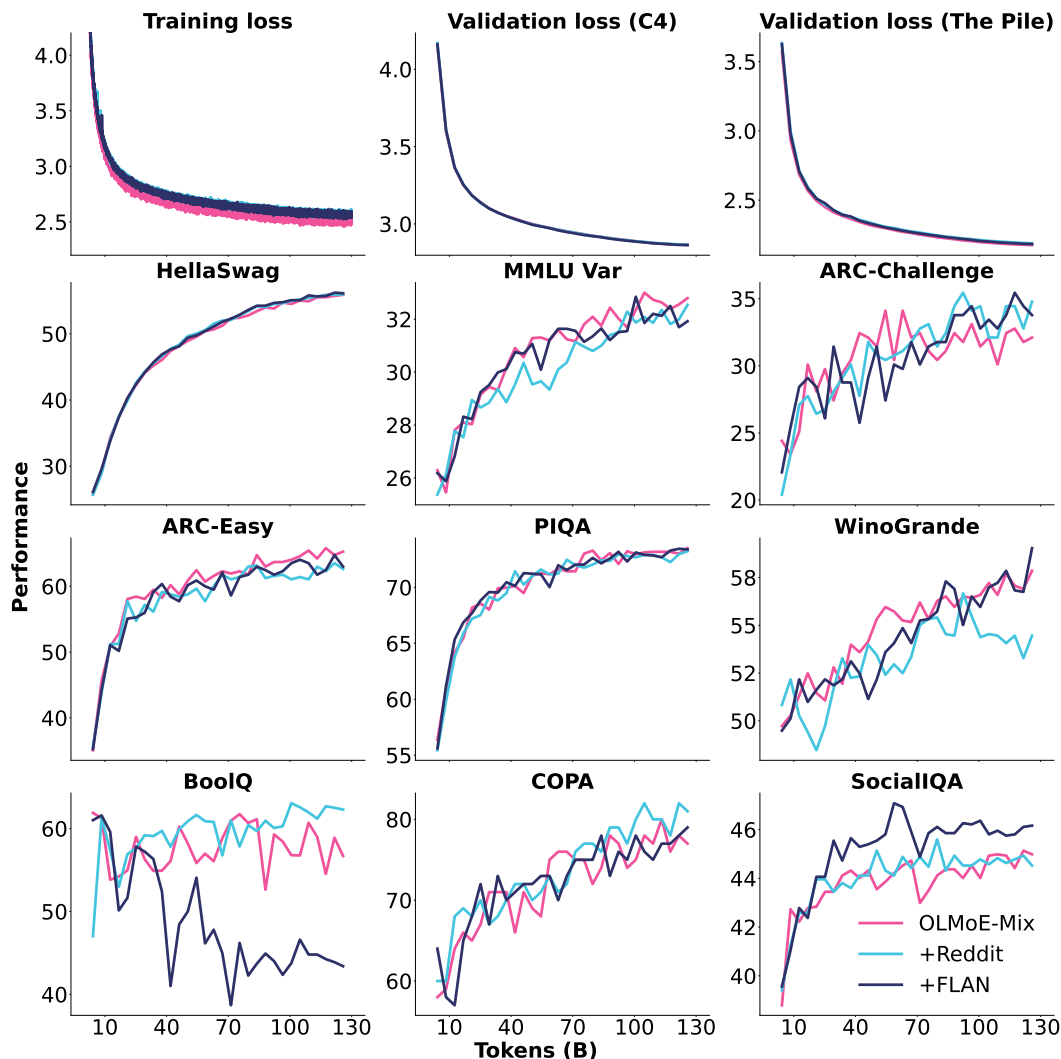 Training loss
Validation loss (C4)
Validation loss (The Pile)
4.0
3.5
3.0
2.5
4.0
3.5
3.0
3.5
3.0
2.5
HellaSwag
MMLU Var
ARC-Challenge
50
40
30
32
30
28
26
35
30
25
20
ARC-Easy
PIQA
WinoGrande
60
50
40
70
65
60
55
58
55
52
50
BoolQ
COPA
SocialIQA
60
50
40
80
70
60
46
44
42
40
OLMoE-Mix
+Reddit
+FLAN
10 40 70 100 130
10 40 70 100 130
10 40 70 100 130
Performance
Tokens (B)